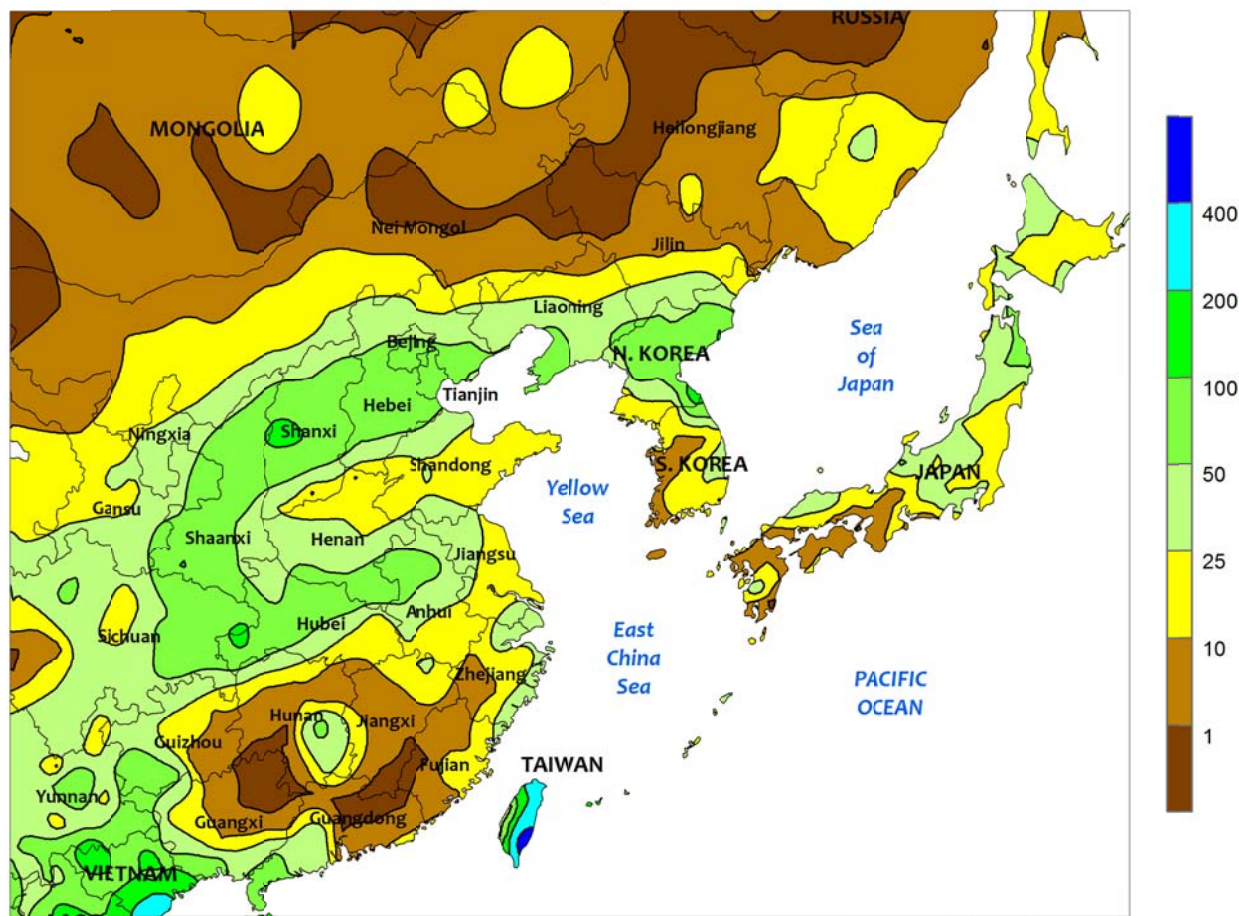 RUSSIA
MONGOLIA
Heilongjiang
400
Nei Mongol
Jilin
200
Liaoning
Sea
of
Japan
Bejing
N. KOREA
100
Tianjin
Hebei
Shanxi
Ningxia
Shandong
S. KOREA
JAPAN
50
Yellow
Sea
Gansu
Shaanxi
Henan
Jiangsu
25
Anhui
Hubei
Sichuan
East
China
Sea
10
Zhejiang
PACIFIC
OCEAN
Hunan
Jiangxi
Guizhou
1
Fujian
TAIWAN
Yunnan
Guangxi
Guangdong
VIETNAM